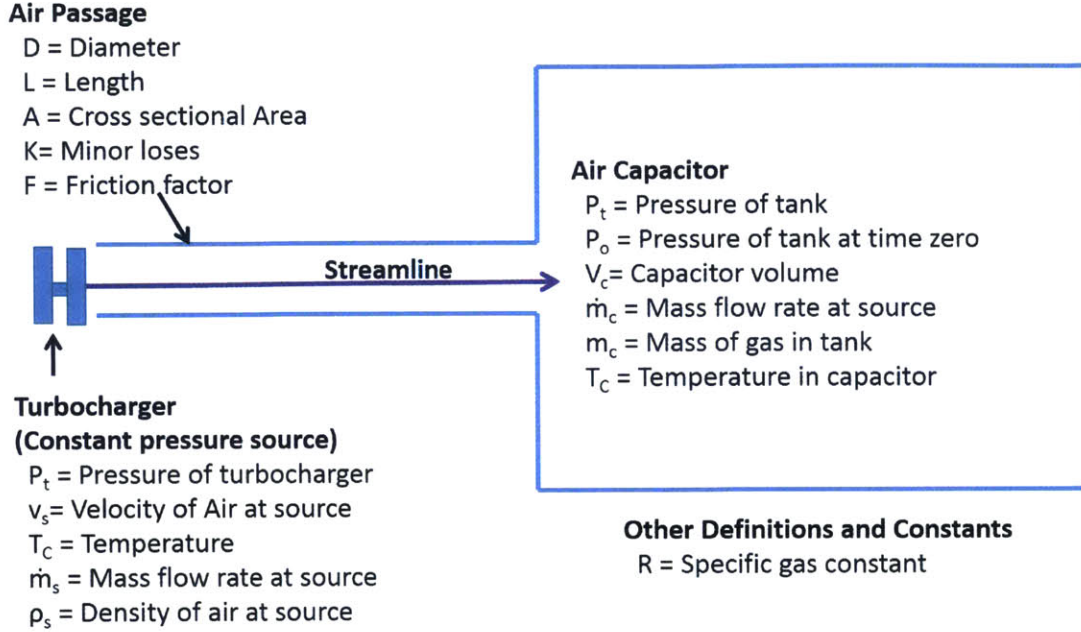 Air Passage
D = Diameter
L = Length
A = Cross sectional Area
K= Minor loses
F = Friction factor
Streamline
Air Capacitor
Pt = Pressure of tank
Po = Pressure of tank at time zero
Vc= Capacitor volume
ṁc = Mass flow rate at source
mc = Mass of gas in tank
TC = Temperature in capacitor
Turbocharger
(Constant pressure source)
Pt = Pressure of turbocharger
vs= Velocity of Air at source
TC = Temperature
ṁs = Mass flow rate at source
ρs = Density of air at source
Other Definitions and Constants
R = Specific gas constant